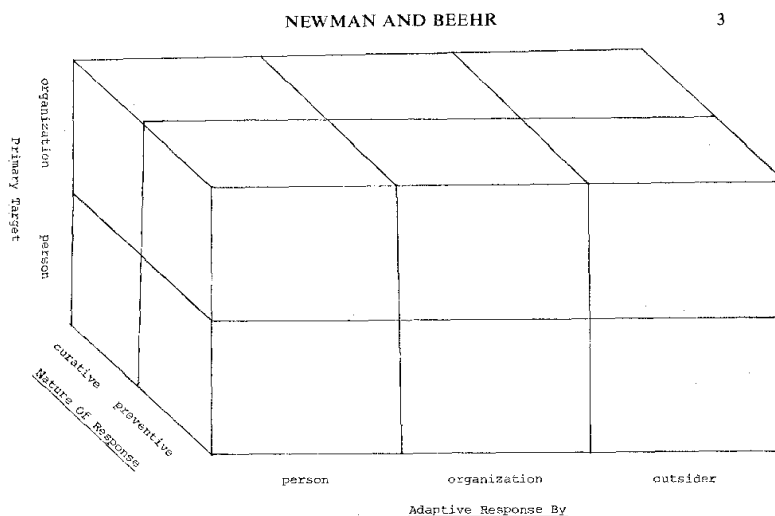 NEWMAN AND BEEHR 3
organization
person
Primary Target
curative preventive
Nature Of Response
person organization outsider
Adaptive Response By